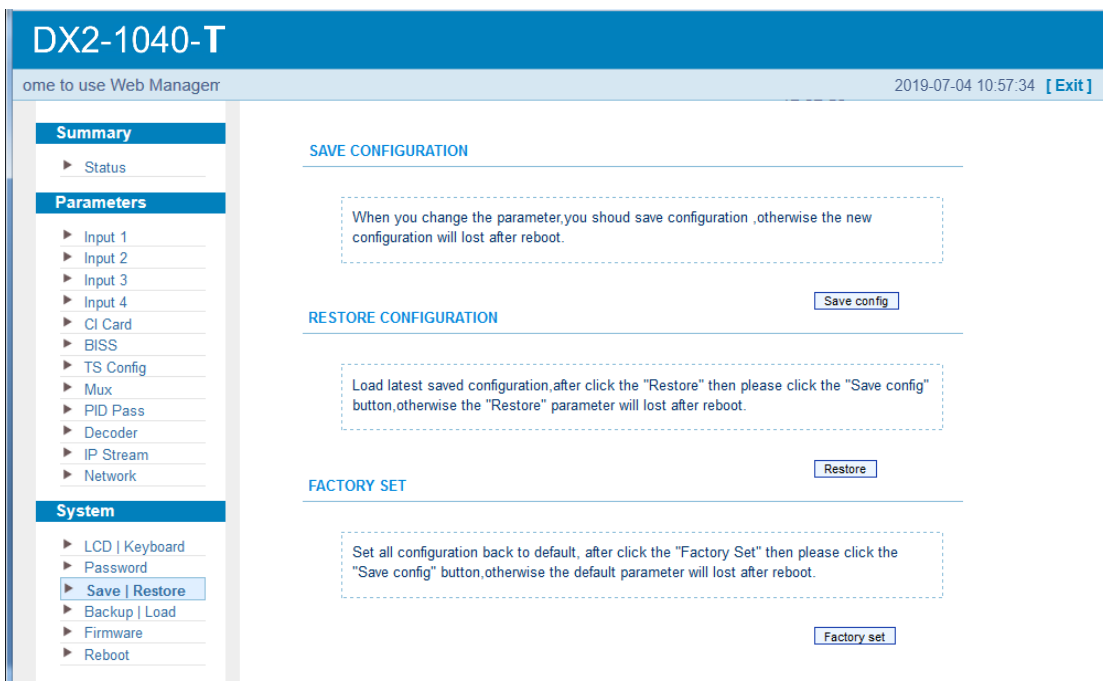 DX2-1040-T
ome to use Web Managem
2019-07-04 10:57:34 [ Exit ]
Summary
Status
Parameters
Input 1
Input 2
Input 3
Input 4
CI Card
BISS
TS Config
Mux
PID Pass
Decoder
IP Stream
Network
System
LCD | Keyboard
Password
Save | Restore
Backup | Load
Firmware
Reboot
SAVE CONFIGURATION
When you change the parameter,you shoud save configuration ,otherwise the new
configuration will lost after reboot.
Save config
RESTORE CONFIGURATION
Load latest saved configuration,after click the "Restore" then please click the "Save config"
button,otherwise the "Restore" parameter will lost after reboot.
Restore
FACTORY SET
Set all configuration back to default, after click the "Factory Set" then please click the
"Save config" button,otherwise the default parameter will lost after reboot.
Factory set